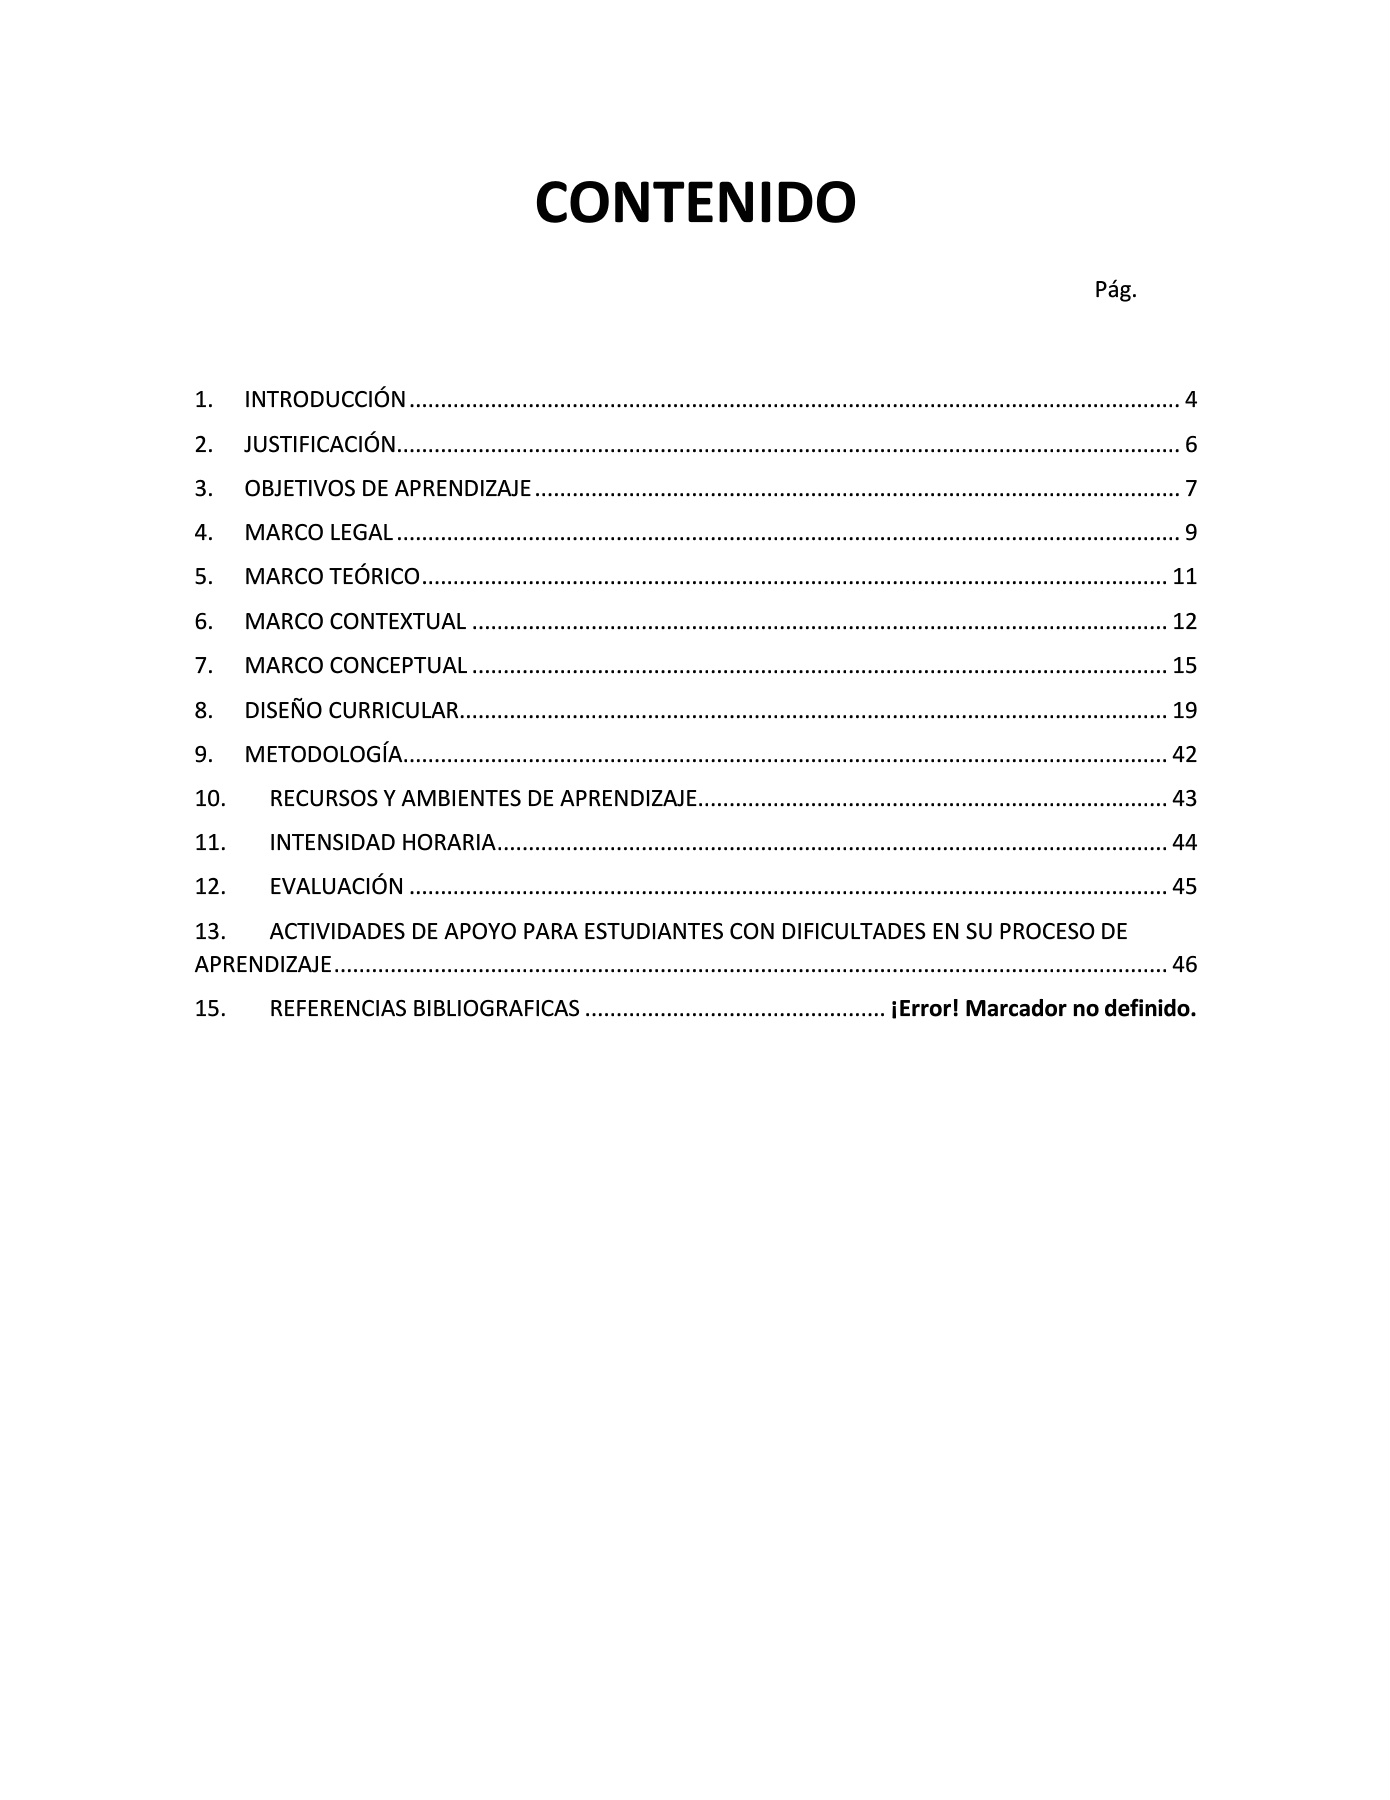 CONTENIDO
Pág.
1. INTRODUCCIÓN ........................................................................................................................... 4
2. JUSTIFICACIÓN............................................................................................................................. 6
3. OBJETIVOS DE APRENDIZAJE ....................................................................................................... 7
4. MARCO LEGAL ............................................................................................................................. 9
5. MARCO TEÓRICO....................................................................................................................... 11
6. MARCO CONTEXTUAL ............................................................................................................... 12
7. MARCO CONCEPTUAL ............................................................................................................... 15
8. DISEÑO CURRICULAR................................................................................................................. 19
9. METODOLOGÍA.......................................................................................................................... 42
10. RECURSOS Y AMBIENTES DE APRENDIZAJE........................................................................... 43
11. INTENSIDAD HORARIA........................................................................................................... 44
12. EVALUACIÓN ......................................................................................................................... 45
13. ACTIVIDADES DE APOYO PARA ESTUDIANTES CON DIFICULTADES EN SU PROCESO DE
APRENDIZAJE..................................................................................................................................... 46
15. REFERENCIAS BIBLIOGRAFICAS ................................................ ¡Error! Marcador no definido.